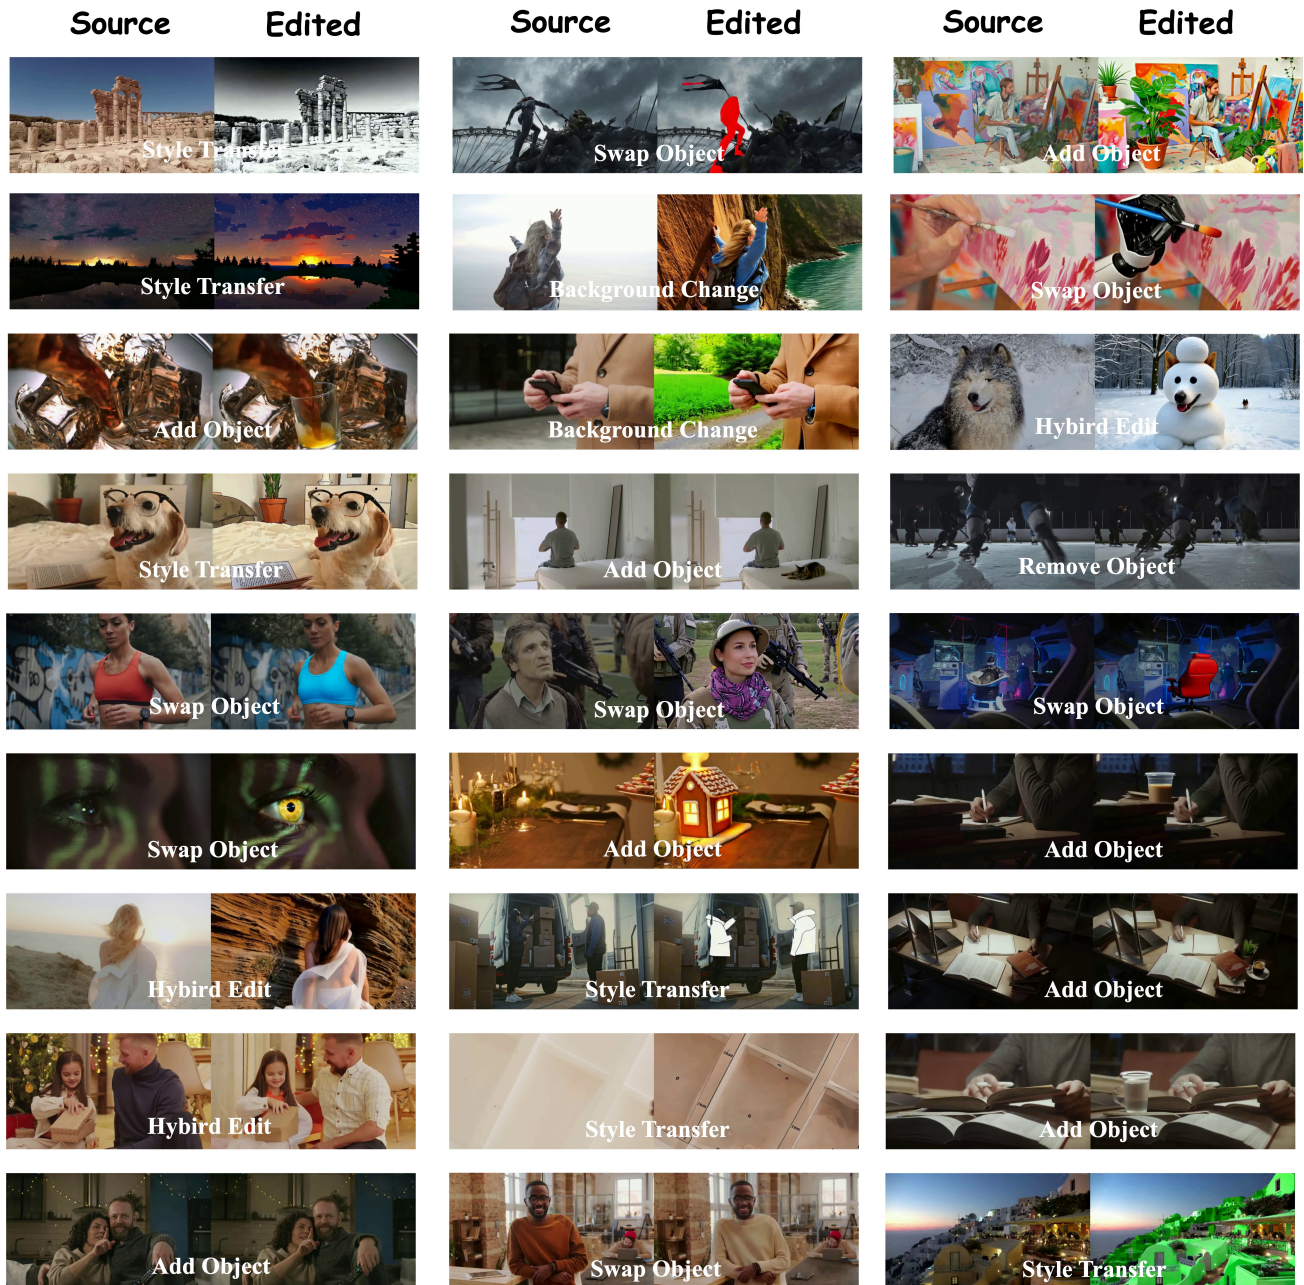 Source Edited Source Edited Source Edited
Style Transfer Swap Object Add Object
Style Transfer Background Change Swap Object
Add Object Background Change Hybird Edit
Style Transfer Add Object Remove Object
Swap Object Swap Object Swap Object
Swap Object Add Object Add Object
Hybird Edit Style Transfer Add Object
Hybird Edit Style Transfer Add Object
Add Object Swap Object Style Transfer